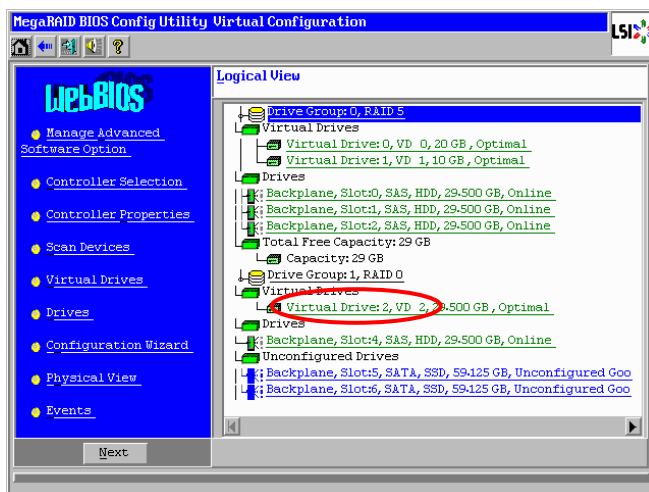 MegaRAID BIOS Config Utility Virtual Configuration
LSI
WebBIOS
Logical View
Manage Advanced
Software Option
Controller Selection
Controller Properties
Scan Devices
Virtual Drives
Drives
Configuration Wizard
Physical View
Events
Next
Drive Group: 0, RAID 5
Virtual Drives
Virtual Drive: 0, VD 0, 20 GB, Optimal
Virtual Drive: 1, VD 1, 10 GB, Optimal
Drives
Backplane, Slot:0, SAS, HDD, 29.500 GB, Online
Backplane, Slot:1, SAS, HDD, 29.500 GB, Online
Backplane, Slot:2, SAS, HDD, 29.500 GB, Online
Total Free Capacity: 29 GB
Capacity: 29 GB
Drive Group: 1, RAID 0
Virtual Drives
Virtual Drive: 2, VD 2, 29.500 GB, Optimal
Drives
Backplane, Slot:4, SAS, HDD, 29.500 GB, Online
Unconfigured Drives
Backplane, Slot:5, SATA, SSD, 59.125 GB, Unconfigured Goo
Backplane, Slot:6, SATA, SSD, 59.125 GB, Unconfigured Goo